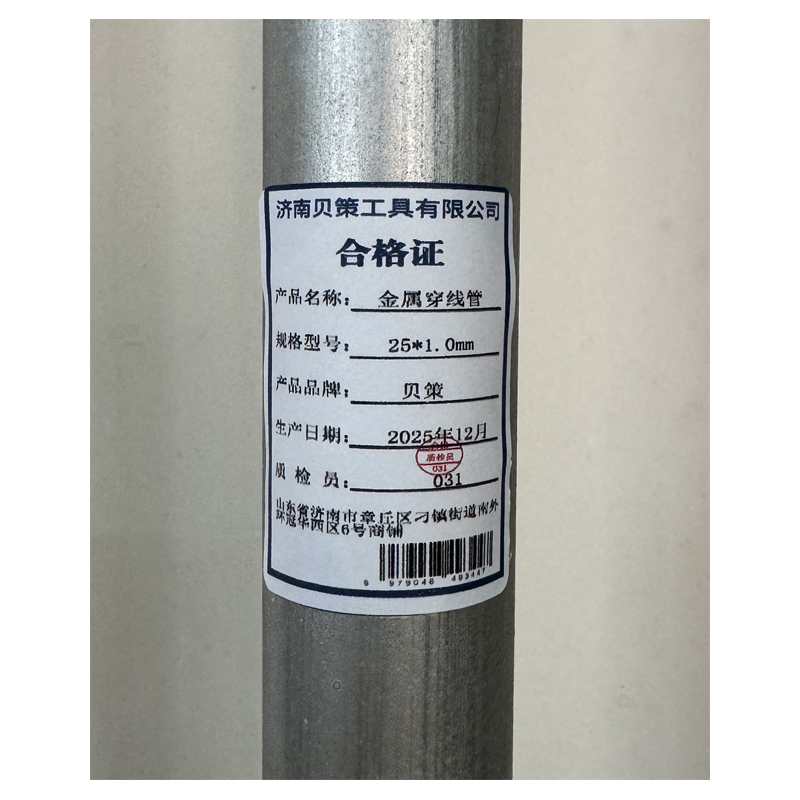 济南贝策工具有限公司
合格证
产品名称：金属穿线管
规格型号：25*1.0mm
产品品牌：贝策
生产日期：2025年12月
质检员
031
质检员：031
山东省济南市章丘区刁镇街道南外
环冠华西区6号商铺
6 979048 493447